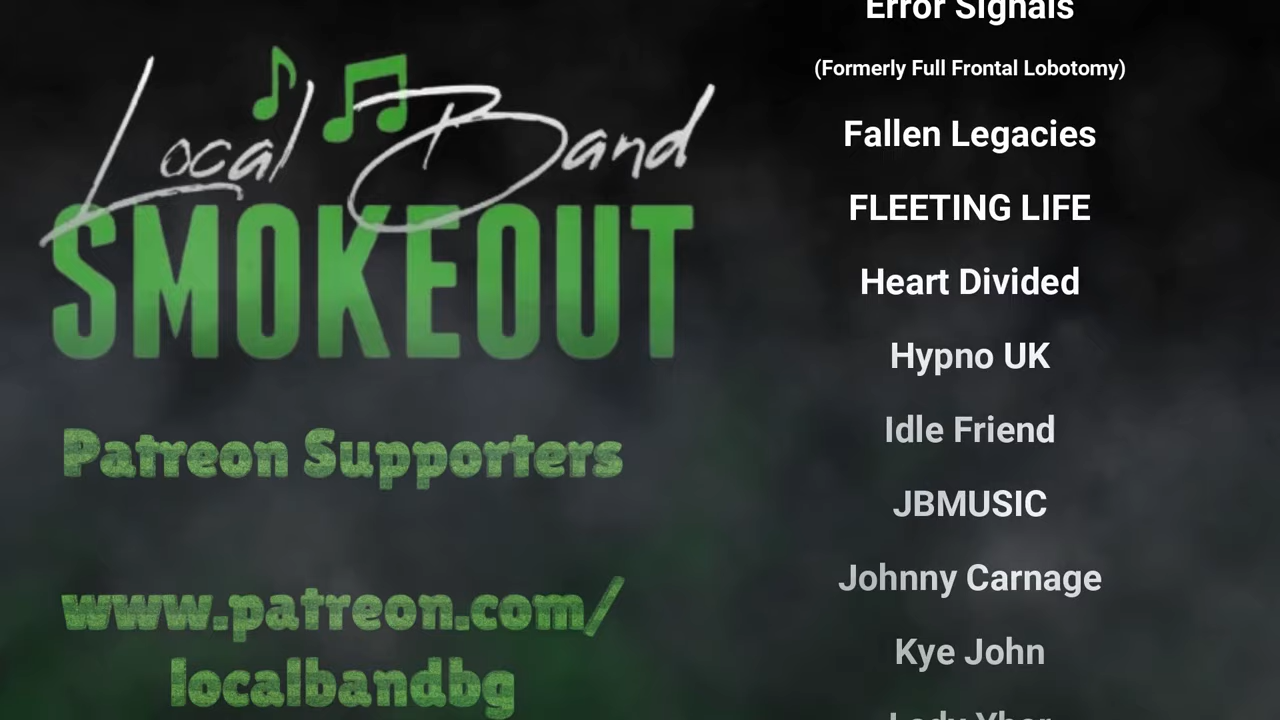 Local Band
SMOKEOUT
Patreon Supporters
www.patreon.com/
localbandbg
Error Signals
(Formerly Full Frontal Lobotomy)
Fallen Legacies
FLEETING LIFE
Heart Divided
Hypno UK
Idle Friend
JBMUSIC
Johnny Carnage
Kye John